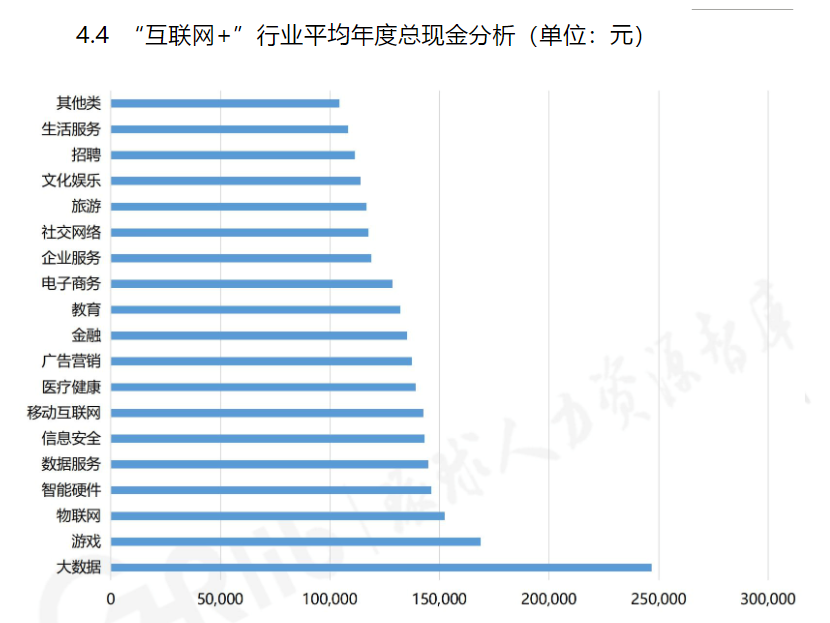 4.4 “互联网+”行业平均年度总现金分析（单位：元）
其他类
生活服务
招聘
文化娱乐
旅游
社交网络
企业服务
电子商务
教育
金融
广告营销
医疗健康
移动互联网
信息安全
数据服务
智能硬件
物联网
游戏
大数据
0 50,000 100,000 150,000 200,000 250,000 300,000